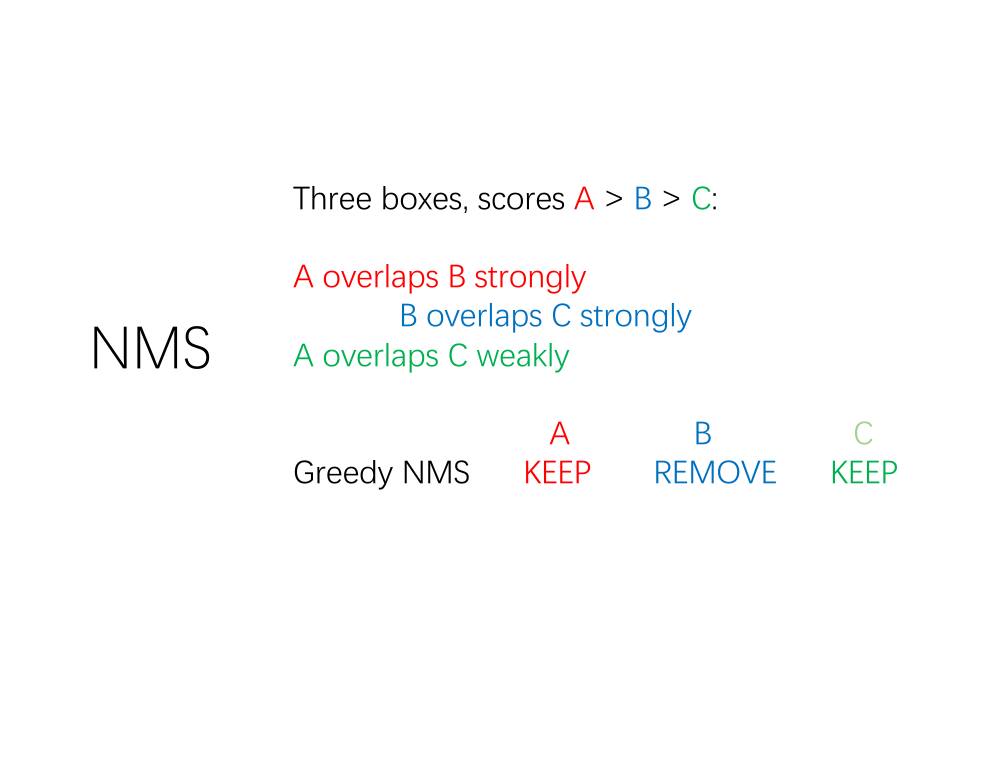 Three boxes, scores A > B > C:
A overlaps B strongly
B overlaps C strongly
NMS
A overlaps C weakly
A B C
Greedy NMS KEEP REMOVE KEEP